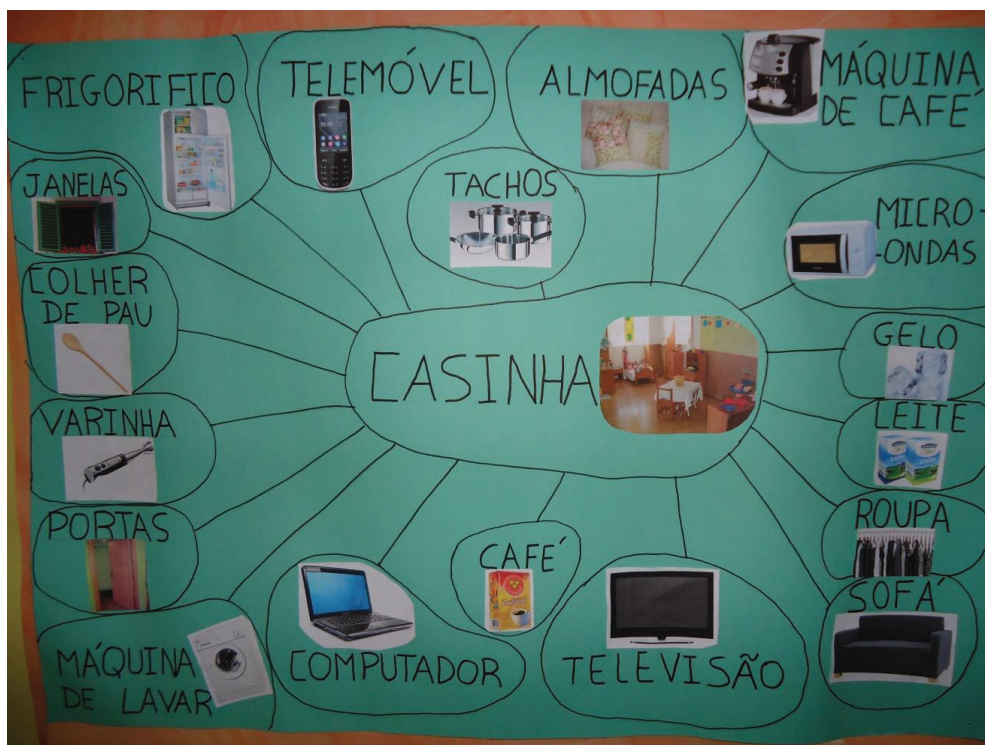 FRIGORIFICO
TELEMÓVEL
ALMOFADAS
MÁQUINA
DE CAFÉ
JANELAS
TACHOS
MICRO-
-ONDAS
COLHER
DE PAU
CASINHA
GELO
VARINHA
LEITE
PORTAS
CAFÉ
ROUPA
SOFÁ
MÁQUINA
DE LAVAR
COMPUTADOR
TELEVISÃO